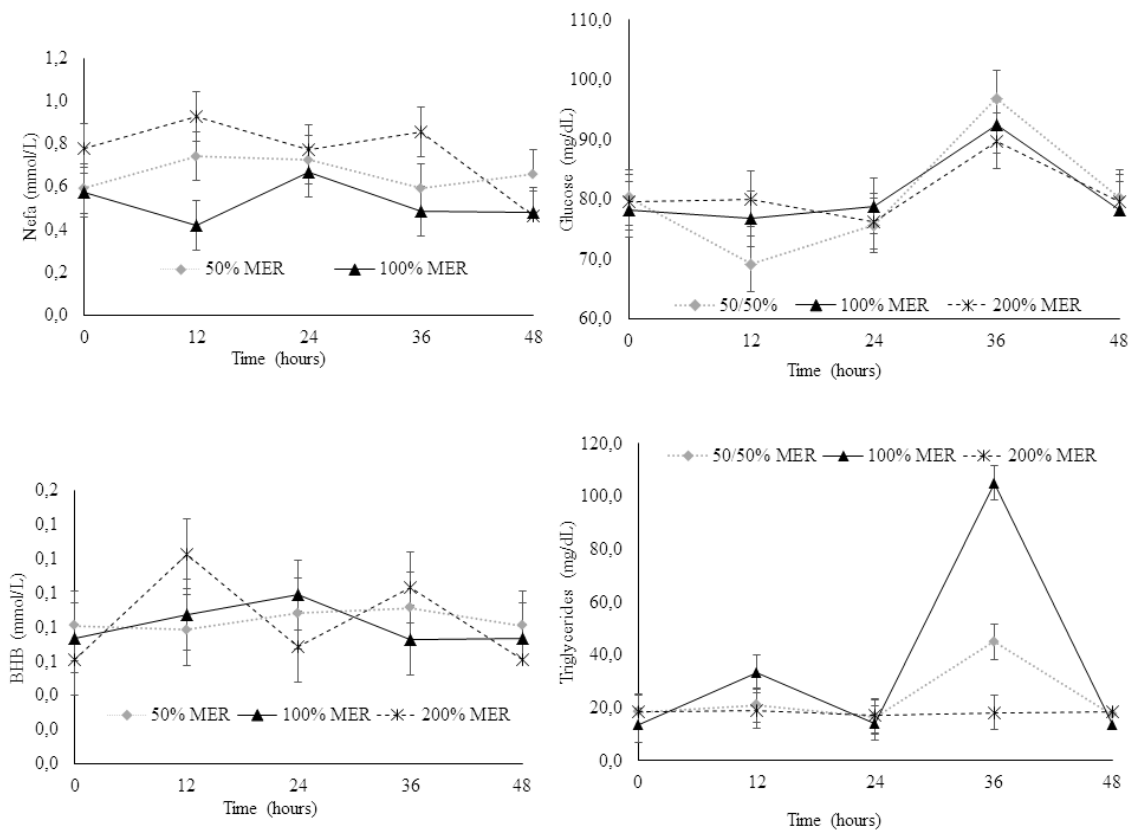 Nefa (mmol/L)
1,2
1,0
0,8
0,6
0,4
0,2
0,0
50% MER 100% MER
0 12 24 36 48
Time (hours)
Glucose (mg/dL)
110,0
100,0
90,0
80,0
70,0
60,0
50/50% 100% MER 200% MER
0 12 24 36 48
Time (hours)
BHB (mmol/L)
0,2
0,1
0,1
0,1
0,1
0,1
0,0
0,0
0,0
50% MER 100% MER 200% MER
0 12 24 36 48
Time (hours)
Triglycerides (mg/dL)
120,0
100,0
80,0
60,0
40,0
20,0
0,0
50/50% MER 100% MER 200% MER
0 12 24 36 48
Time (hours)